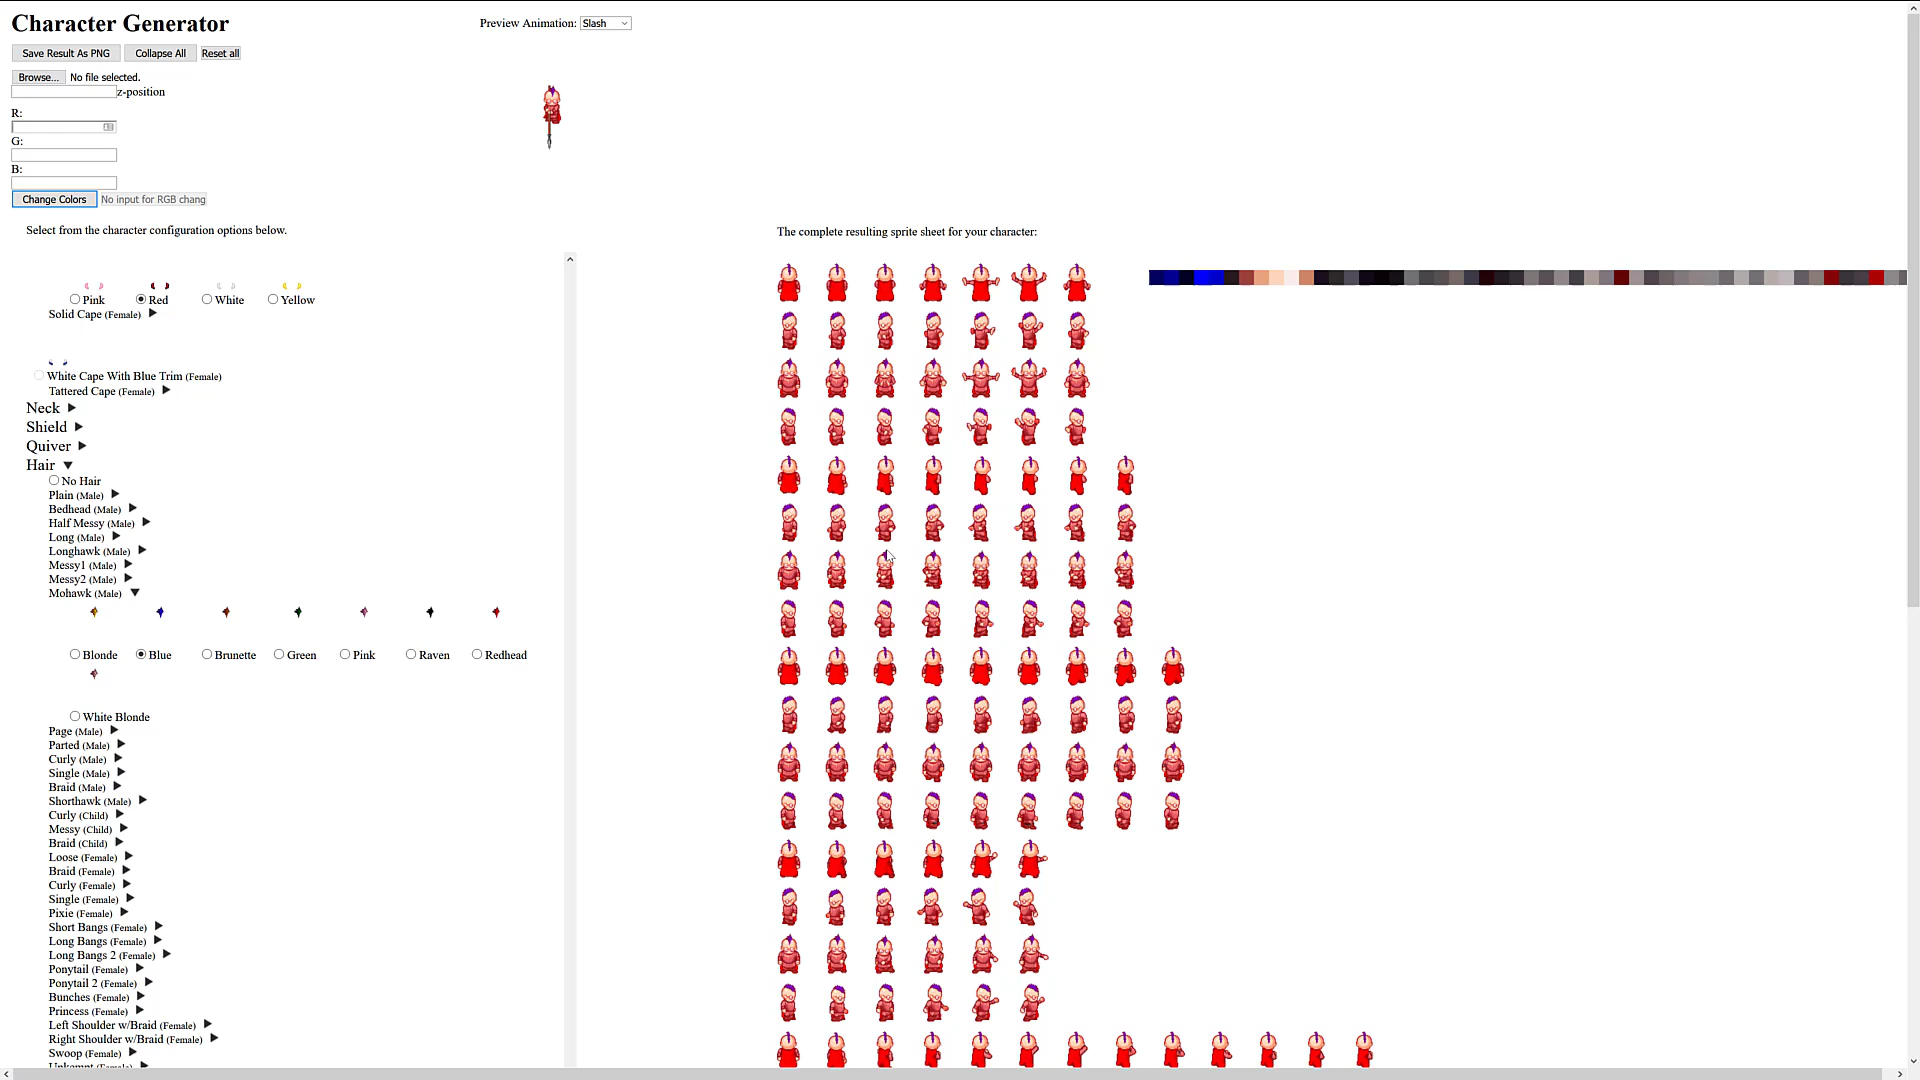 Character Generator
Preview Animation: Slash
Save Result As PNG Collapse All Reset all
Browse... No file selected.
z-position
R:
G:
B:
Change Colors No input for RGB chang
Select from the character configuration options below.
The complete resulting sprite sheet for your character:
Pink Red White Yellow
Solid Cape (Female)
White Cape With Blue Trim (Female)
Tattered Cape (Female)
Neck
Shield
Quiver
Hair
No Hair
Plain (Male)
Bedhead (Male)
Half Messy (Male)
Long (Male)
Longhawk (Male)
Messy1 (Male)
Messy2 (Male)
Mohawk (Male)
Blonde Blue Brunette Green Pink Raven Redhead
White Blonde
Page (Male)
Parted (Male)
Curly (Male)
Single (Male)
Braid (Male)
Shorthawk (Male)
Curly (Child)
Messy (Child)
Braid (Child)
Loose (Female)
Braid (Female)
Curly (Female)
Single (Female)
Pixie (Female)
Short Bangs (Female)
Long Bangs (Female)
Long Bangs 2 (Female)
Ponytail (Female)
Ponytail 2 (Female)
Bunches (Female)
Princess (Female)
Left Shoulder w/Braid (Female)
Right Shoulder w/Braid (Female)
Swoop (Female)
Unkempt (Female)